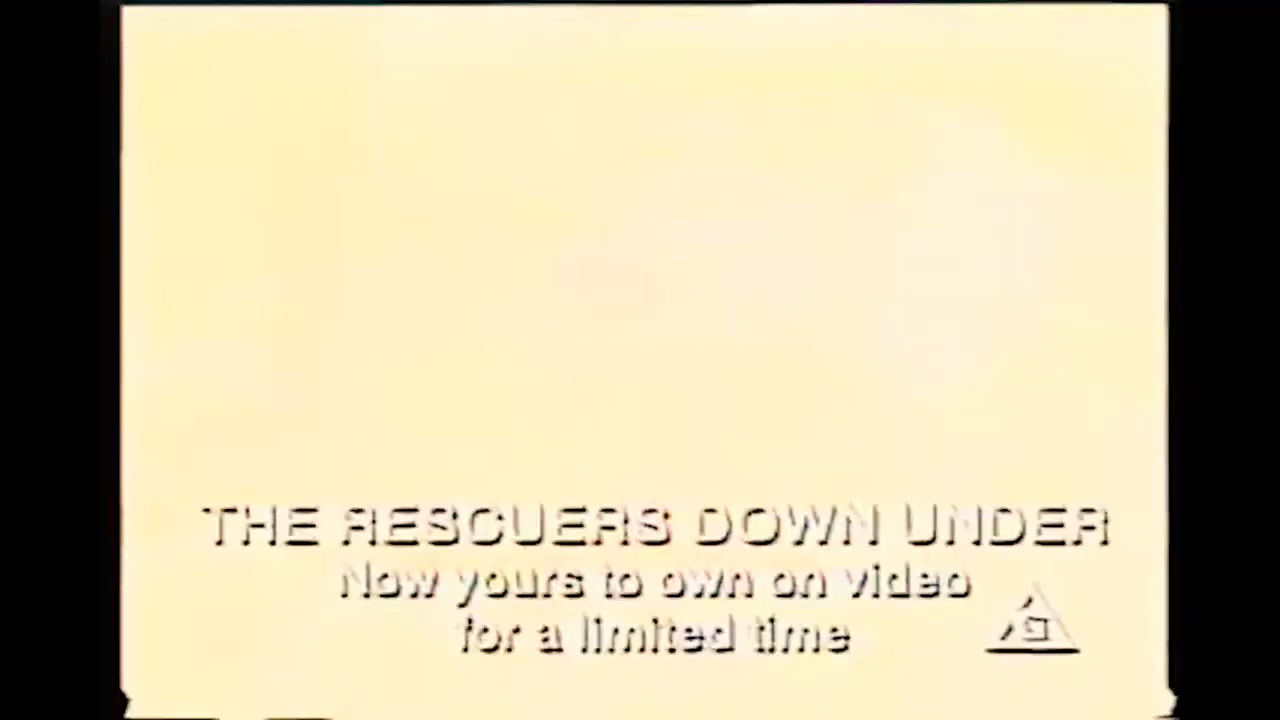 THE RESCUERS DOWN UNDER
Now yours to own on video
for a limited time